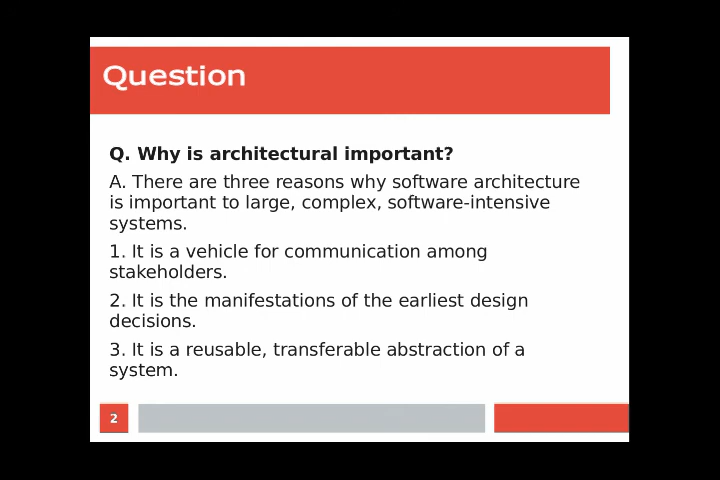 Question
Q. Why is architectural important?
A. There are three reasons why software architecture
is important to large, complex, software-intensive
systems.
1. It is a vehicle for communication among
stakeholders.
2. It is the manifestations of the earliest design
decisions.
3. It is a reusable, transferable abstraction of a
system.
2